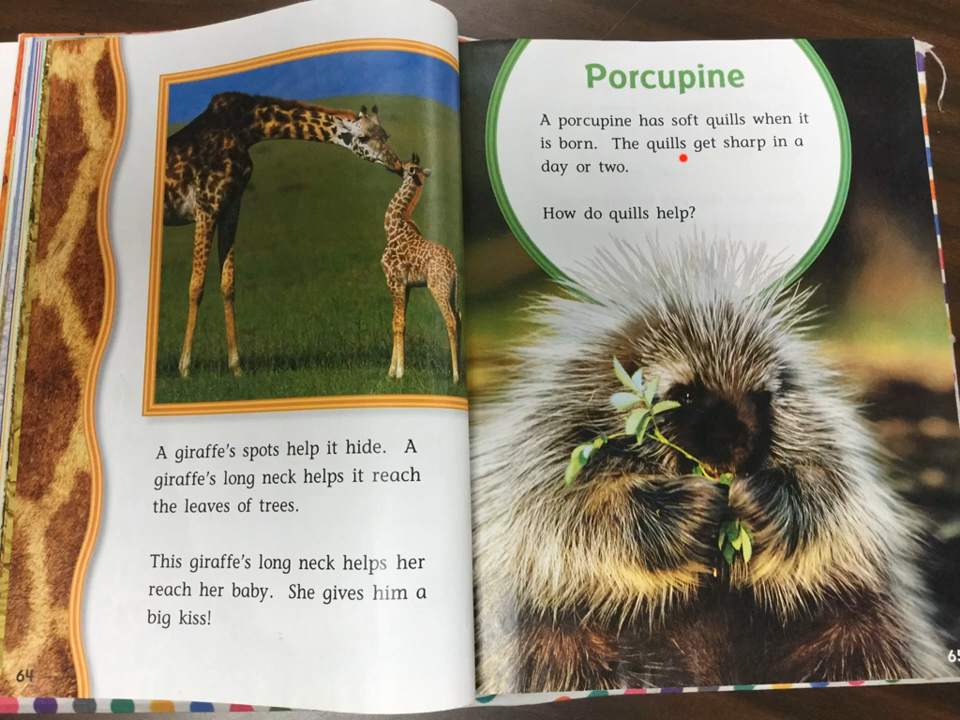 A giraffe's spots help it hide. A
giraffe's long neck helps it reach
the leaves of trees.
This giraffe's long neck helps her
reach her baby. She gives him a
big kiss!
64
Porcupine
A porcupine has soft quills when it
is born. The quills get sharp in a
day or two.
How do quills help?
65